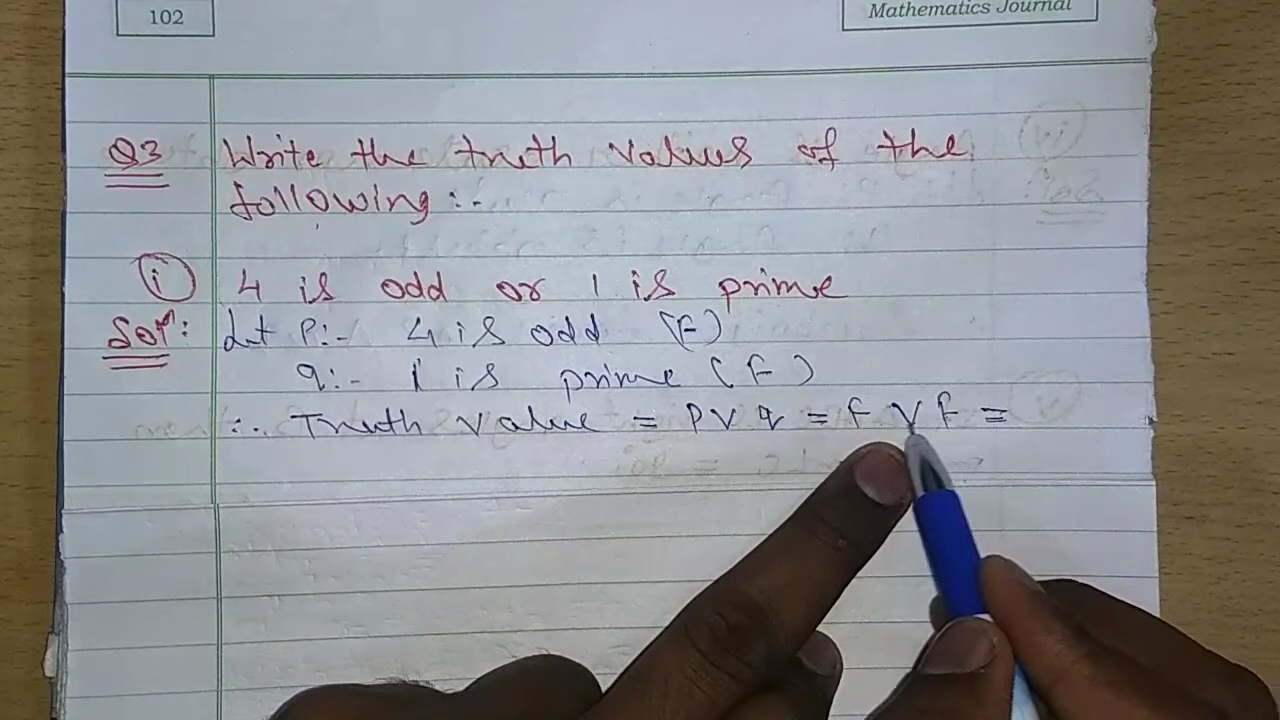 102
Mathematics Journal
Q3 Write the truth values of the
following :-
(i) 4 is odd or 1 is prime
Solⁿ: Let P:- 4 is odd (F)
q:- 1 is prime (F)
∴ Truth Value = P V q = F V F =